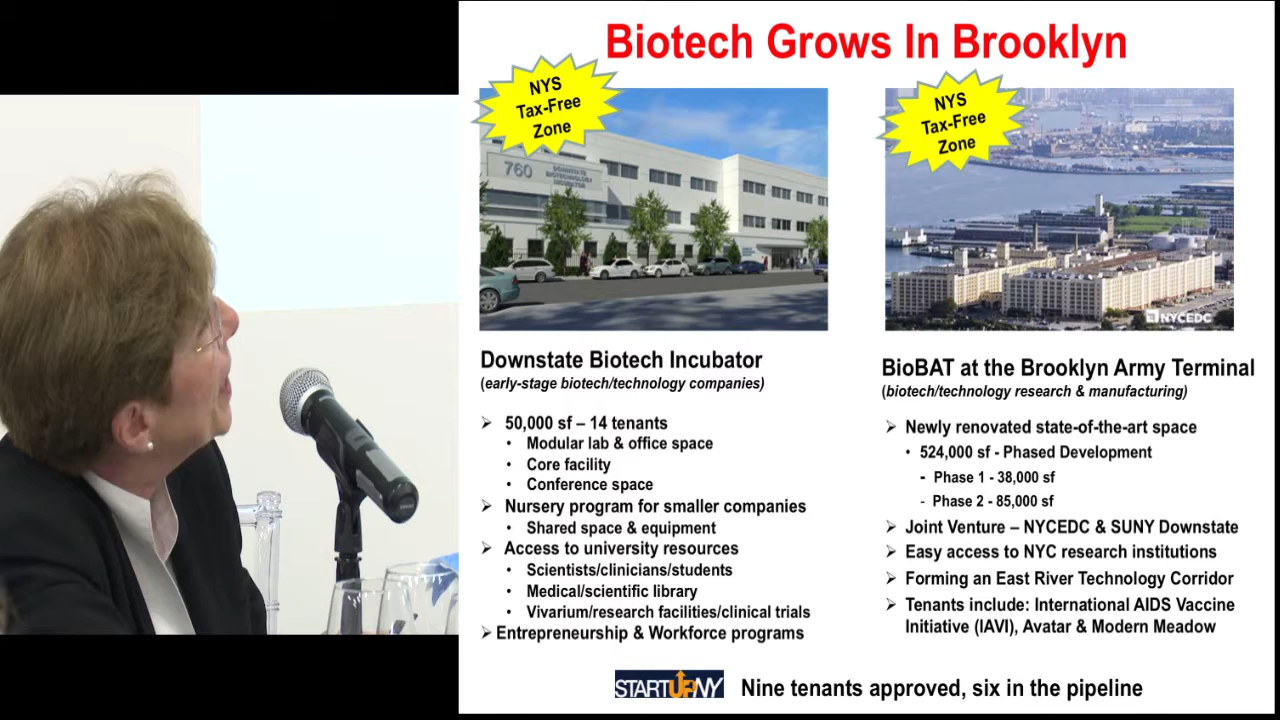 Biotech Grows In Brooklyn
NYS
Tax-Free
Zone
760
DOWNSTATE
BIOTECHNOLOGY
INCUBATOR
NYS
Tax-Free
Zone
NYCEDC
Downstate Biotech Incubator
(early-stage biotech/technology companies)
➢ 50,000 sf – 14 tenants
• Modular lab & office space
• Core facility
• Conference space
➢ Nursery program for smaller companies
• Shared space & equipment
➢ Access to university resources
• Scientists/clinicians/students
• Medical/scientific library
• Vivarium/research facilities/clinical trials
➢ Entrepreneurship & Workforce programs
BioBAT at the Brooklyn Army Terminal
(biotech/technology research & manufacturing)
➢ Newly renovated state-of-the-art space
• 524,000 sf - Phased Development
- Phase 1 - 38,000 sf
- Phase 2 - 85,000 sf
➢ Joint Venture – NYCEDC & SUNY Downstate
➢ Easy access to NYC research institutions
➢ Forming an East River Technology Corridor
➢ Tenants include: International AIDS Vaccine
Initiative (IAVI), Avatar & Modern Meadow
STARTUPNY Nine tenants approved, six in the pipeline